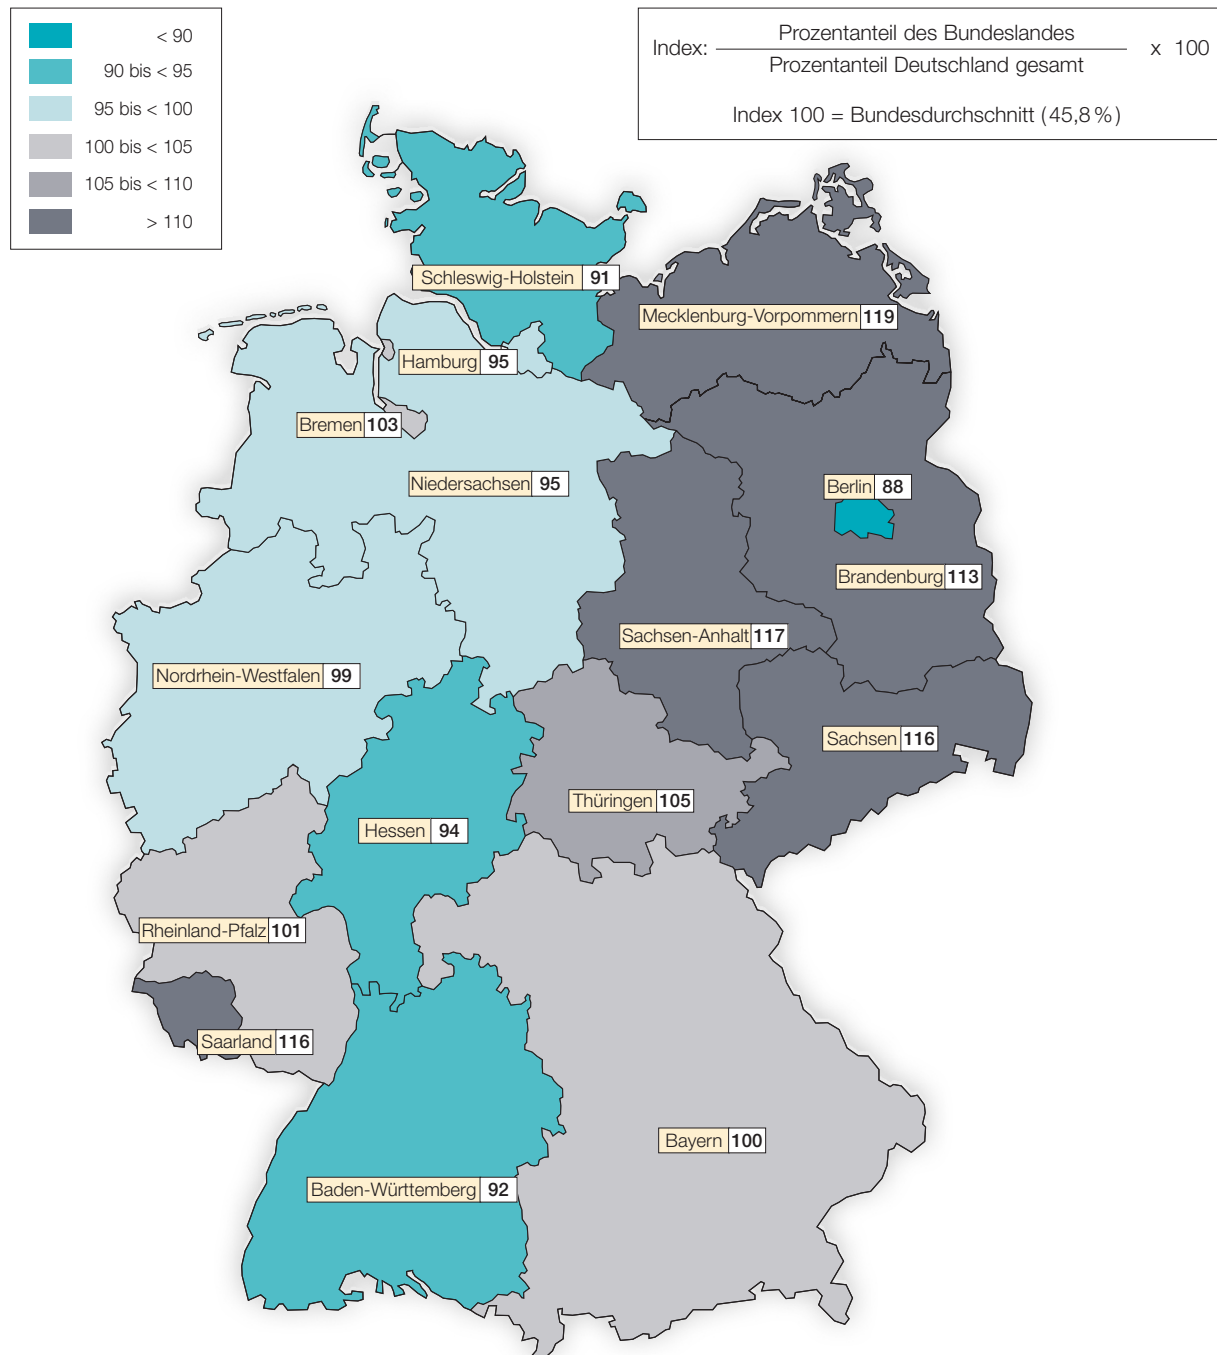 < 90
90 bis < 95
95 bis < 100
100 bis < 105
105 bis < 110
> 110
Index: Prozentanteil des Bundeslandes x 100
Prozentanteil Deutschland gesamt
Index 100 = Bundesdurchschnitt (45,8 %)
Schleswig-Holstein 91
Mecklenburg-Vorpommern 119
Hamburg 95
Bremen 103
Niedersachsen 95
Berlin 88
Brandenburg 113
Sachsen-Anhalt 117
Nordrhein-Westfalen 99
Sachsen 116
Thüringen 105
Hessen 94
Rheinland-Pfalz 101
Saarland 116
Bayern 100
Baden-Württemberg 92